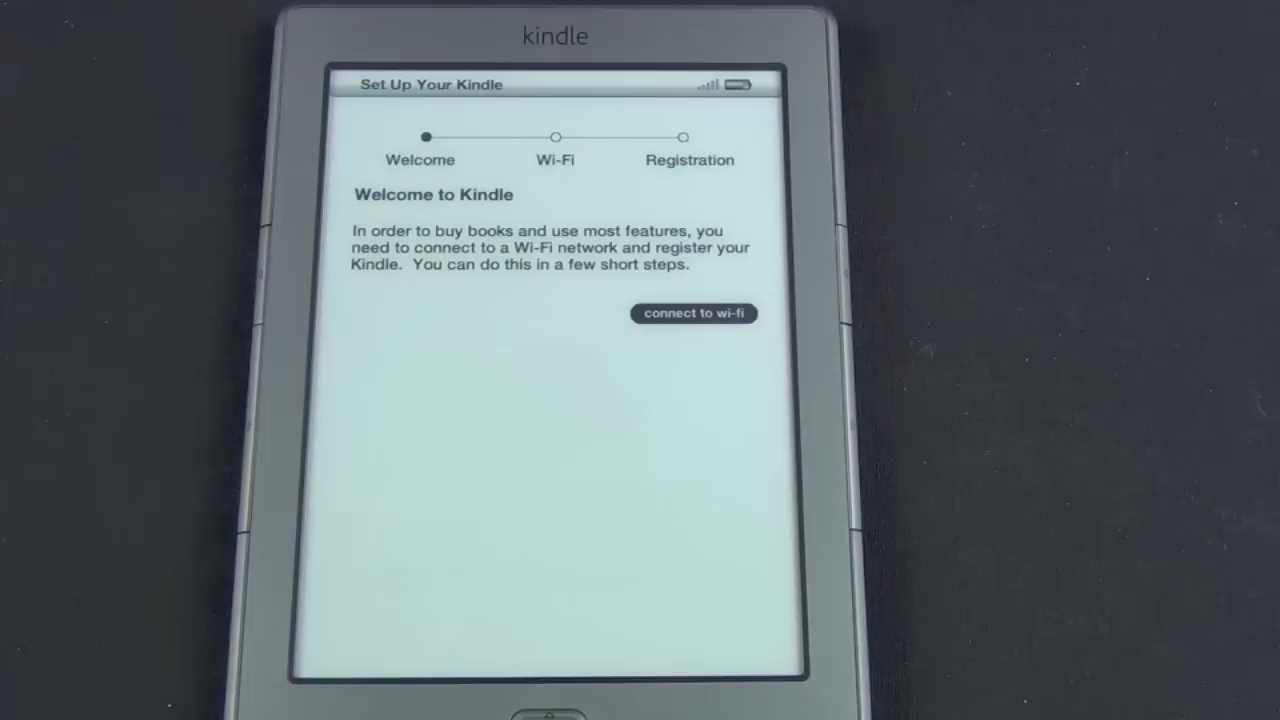 kindle
Set Up Your Kindle
Welcome Wi-Fi Registration
Welcome to Kindle
In order to buy books and use most features, you
need to connect to a Wi-Fi network and register your
Kindle. You can do this in a few short steps.
connect to wi-fi